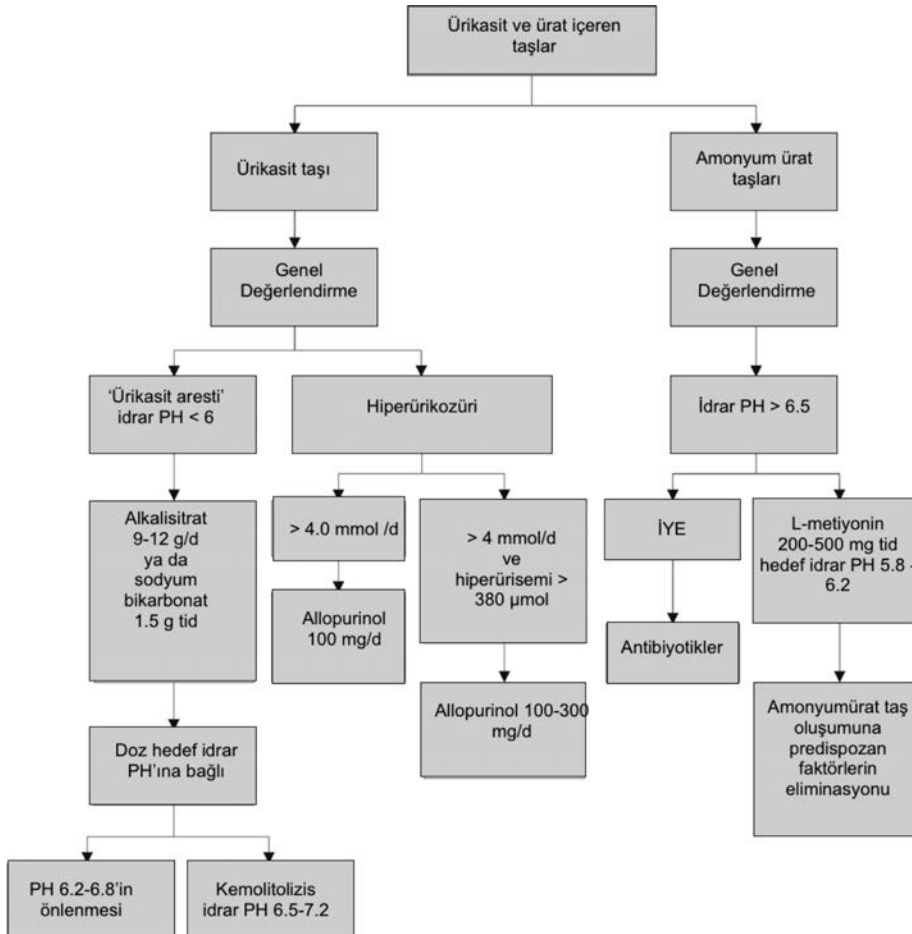 Ürikasit ve ürat içeren
taşlar
Ürikasit taşı
Amonyum ürat
taşları
Genel
Değerlendirme
Genel
Değerlendirme
‘Ürikasit aresti’
idrar PH < 6
Hiperürikozüri
İdrar PH > 6.5
Alkalisitrat
9-12 g/d
ya da
sodyum
bikarbonat
1.5 g tid
> 4.0 mmol /d
> 4 mmol/d
ve
hiperürisemi >
380 µmol
İYE
L-metiyonin
200-500 mg tid
hedef idrar PH 5.8 -
6.2
Allopurinol
100 mg/d
Antibiyotikler
Allopurinol 100-300
mg/d
Amonyumürat taş
oluşumuna
predispozan
faktörlerin
eliminasyonu
Doz hedef idrar
PH’ına bağlı
PH 6.2-6.8’in
önlenmesi
Kemolitolizis
idrar PH 6.5-7.2